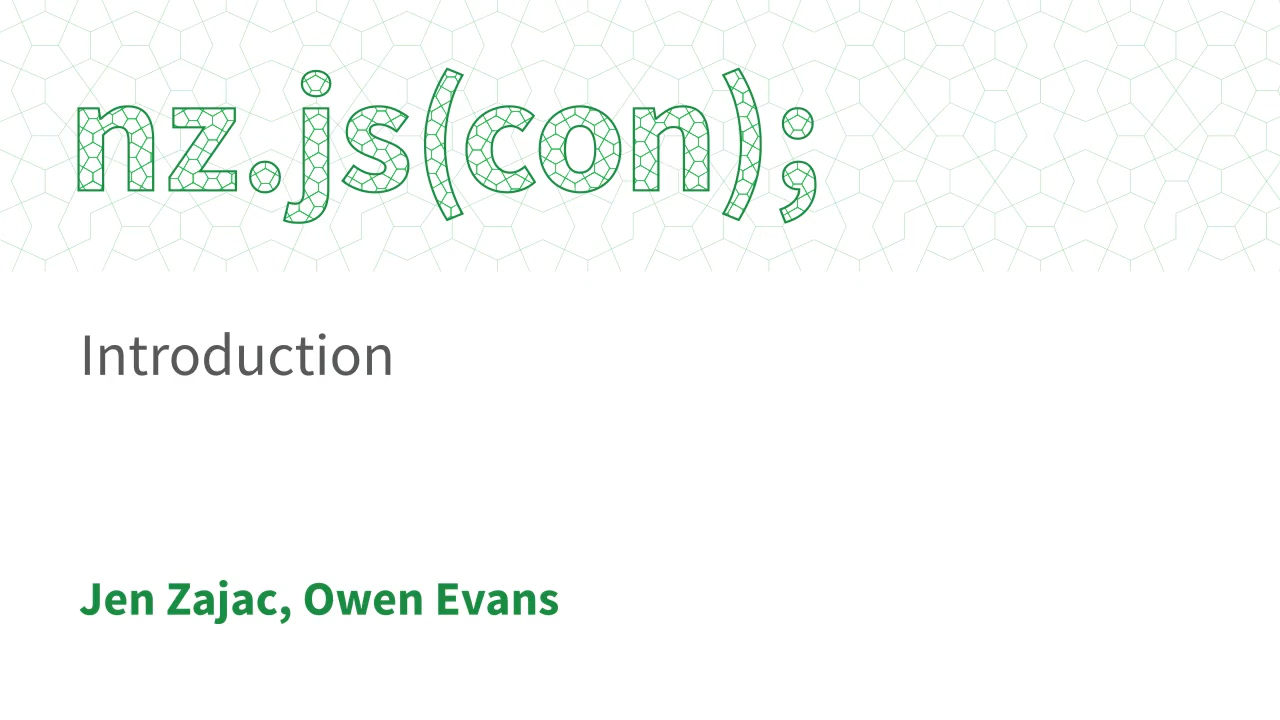 nz.js(con);
Introduction
Jen Zajac, Owen Evans